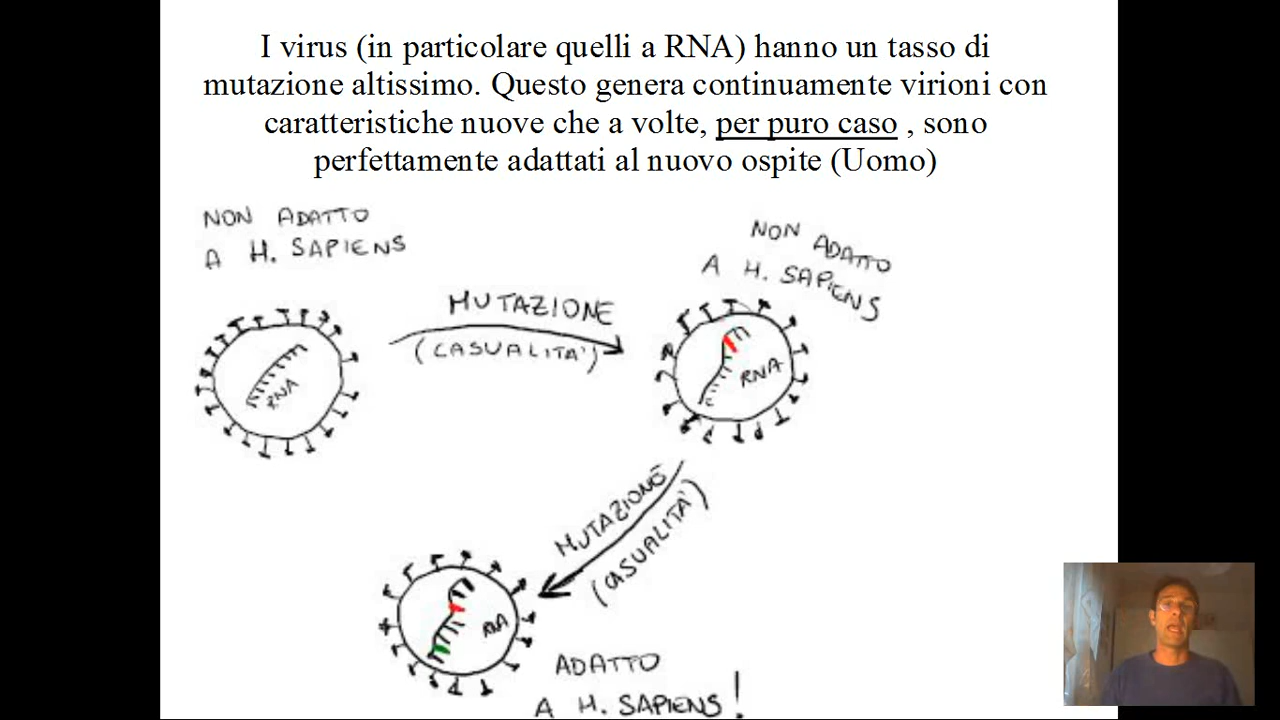 I virus (in particolare quelli a RNA) hanno un tasso di
mutazione altissimo. Questo genera continuamente virioni con
caratteristiche nuove che a volte, per puro caso , sono
perfettamente adattati al nuovo ospite (Uomo)
NON ADATTO
A H. SAPIENS
RNA
MUTAZIONE
(CASUALITA')
NON ADATTO
A H. SAPIENS
RNA
MUTAZIONE
(CASUALITA')
RNA
ADATTO
A H. SAPIENS!